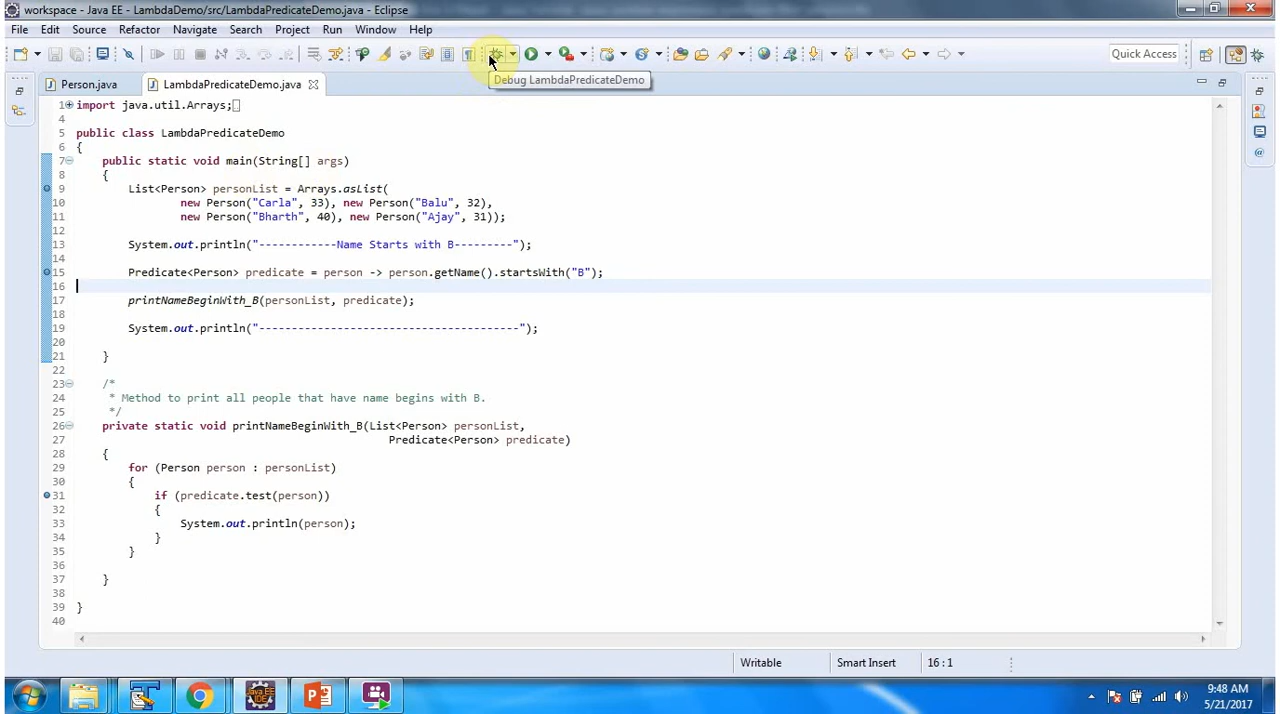 workspace - Java EE - LambdaDemo/src/LambdaPredicateDemo.java - Eclipse
File Edit Source Refactor Navigate Search Project Run Window Help
Quick Access
Debug LambdaPredicateDemo
Person.java LambdaPredicateDemo.java
1 import java.util.Arrays;
4
5 public class LambdaPredicateDemo
6 {
7 public static void main(String[] args)
8 {
9 List<Person> personList = Arrays.asList(
10 new Person("Carla", 33), new Person("Balu", 32),
11 new Person("Bharth", 40), new Person("Ajay", 31));
12
13 System.out.println("------------Name Starts with B---------");
14
15 Predicate<Person> predicate = person -> person.getName().startsWith("B");
16
17 printNameBeginWith_B(personList, predicate);
18
19 System.out.println("----------------------------------------");
20
21 }
22
23 /*
24 * Method to print all people that have name begins with B.
25 */
26 private static void printNameBeginWith_B(List<Person> personList,
27 Predicate<Person> predicate)
28 {
29 for (Person person : personList)
30 {
31 if (predicate.test(person))
32 {
33 System.out.println(person);
34 }
35 }
36
37 }
38
39 }
40
Writable Smart Insert 16 : 1
Java EE IDE
9:48 AM
5/21/2017